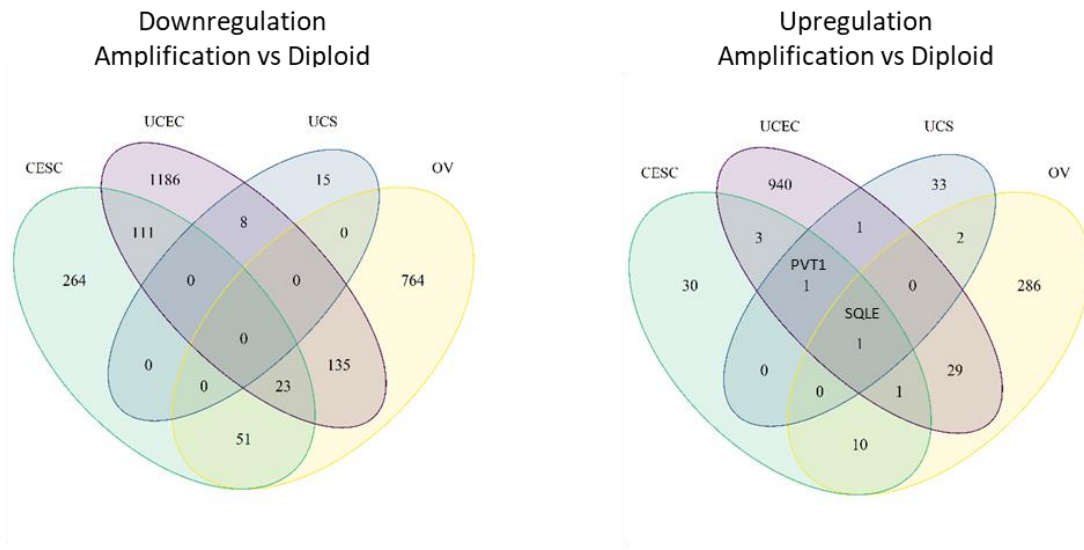 Downregulation
Amplification vs Diploid
UCEC
UCS
CESC
OV
1186
15
111
8
0
264
0
0
764
0
0
0
23
135
51
Upregulation
Amplification vs Diploid
UCEC
UCS
CESC
OV
940
33
3
1
2
PVT1
30
1
0
286
SQLE
1
0
0
1
29
10